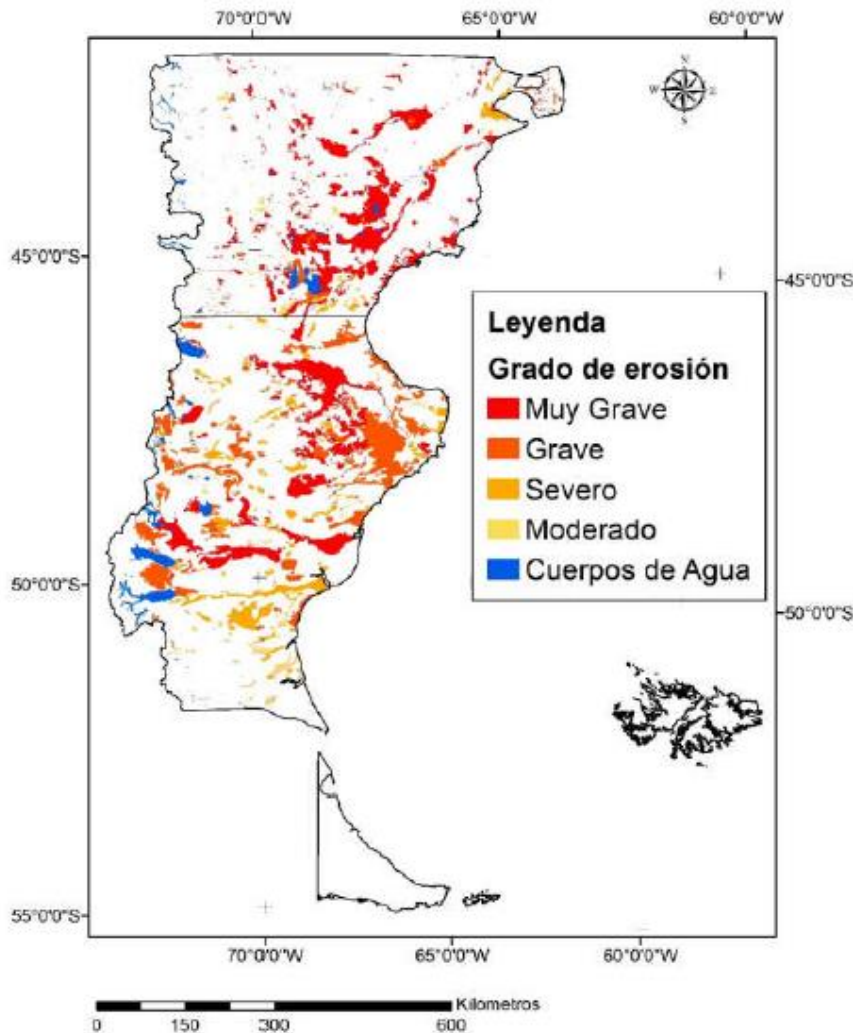 70°0'0"W 65°0'0"W 60°0'0"W
N
W E
S
45°0'0"S
45°0'0"S
Leyenda
Grado de erosión
Muy Grave
Grave
Severo
Moderado
Cuerpos de Agua
50°0'0"S
50°0'0"S
55°0'0"S
70°0'0"W 65°0'0"W 60°0'0"W
Kilometros
0 150 300 600